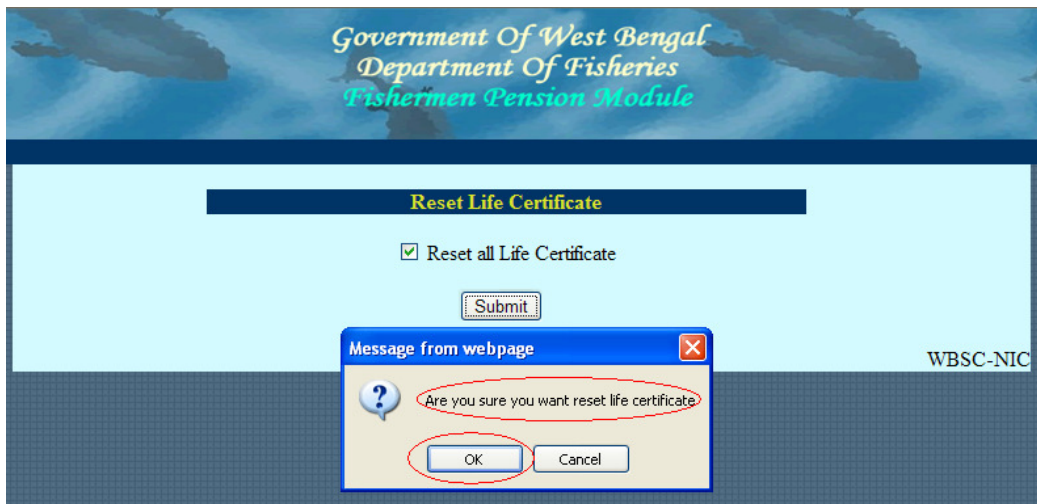 Government Of West Bengal
Department Of Fisheries
Fishermen Pension Module
Reset Life Certificate
Reset all Life Certificate
Submit
Message from webpage
WBSC-NIC
Are you sure you want reset life certificate
OK Cancel